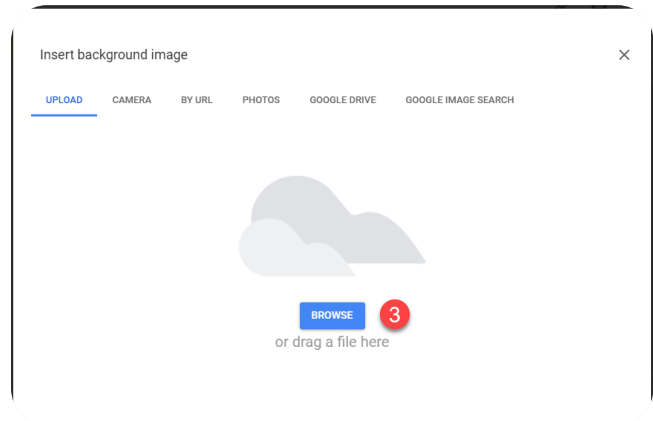 Insert background image
UPLOAD CAMERA BY URL PHOTOS GOOGLE DRIVE GOOGLE IMAGE SEARCH
BROWSE 3
or drag a file here